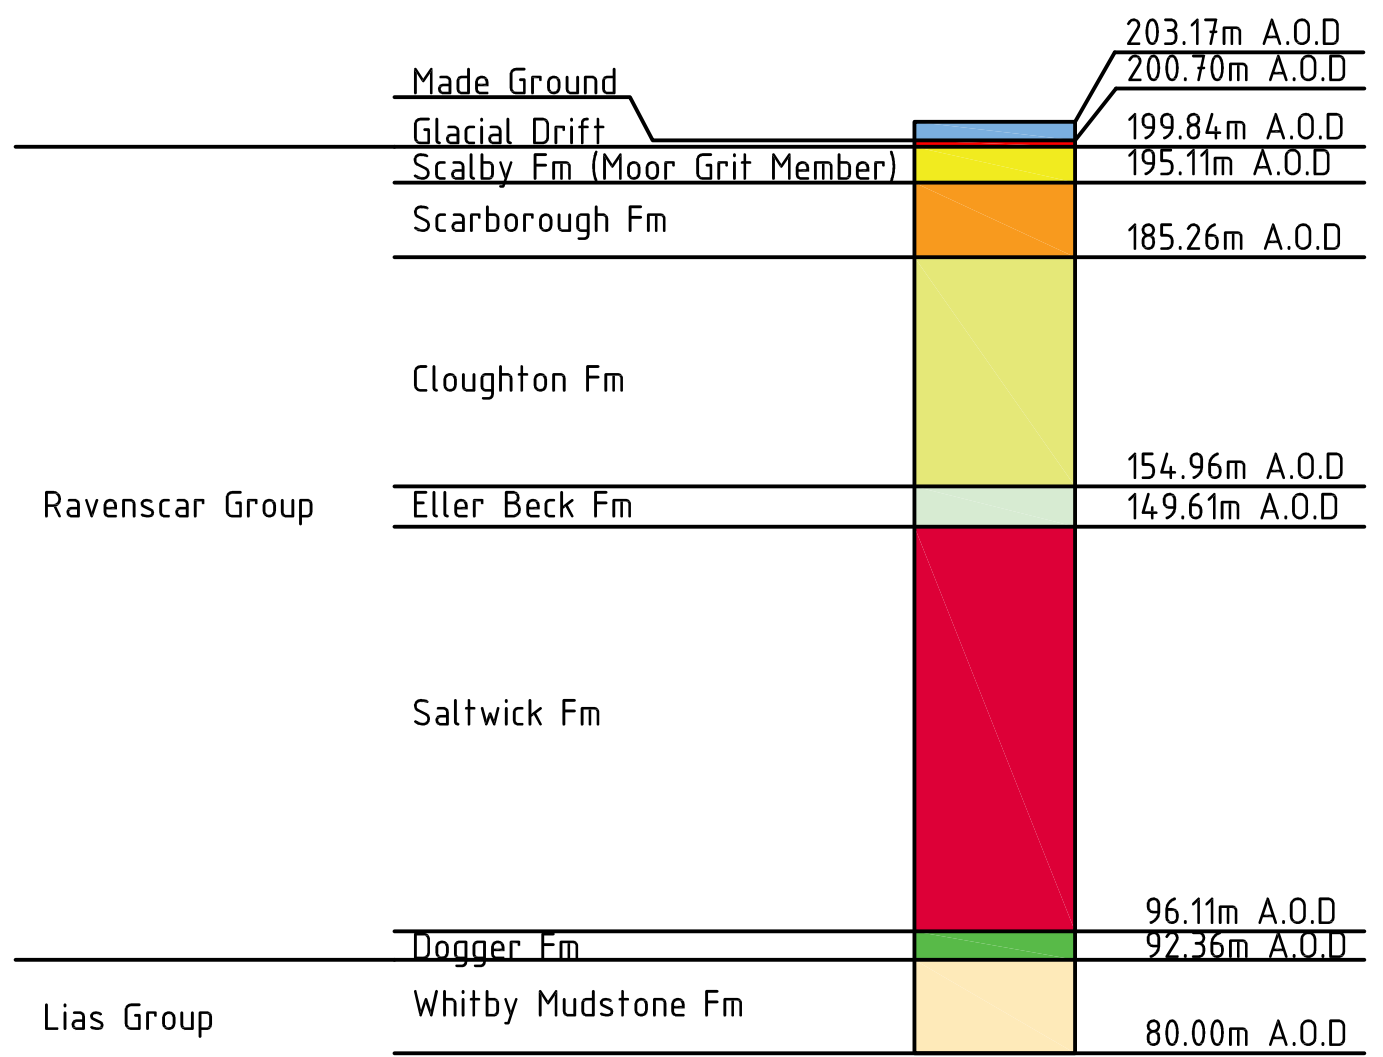 203.17m A.O.D
Made Ground
200.70m A.O.D
Glacial Drift
199.84m A.O.D
Scalby Fm (Moor Grit Member)
195.11m A.O.D
Scarborough Fm
185.26m A.O.D
Cloughton Fm
154.96m A.O.D
Ravenscar Group
Eller Beck Fm
149.61m A.O.D
Saltwick Fm
96.11m A.O.D
Dogger Fm
92.36m A.O.D
Lias Group
Whitby Mudstone Fm
80.00m A.O.D